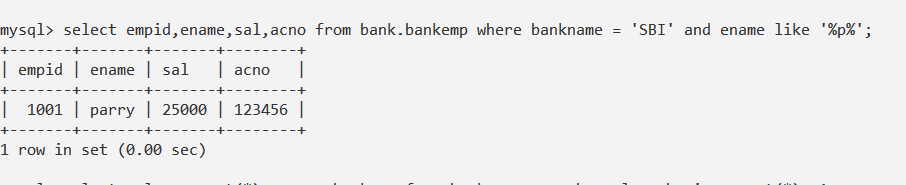 mysql> select empid,ename,sal,acno from bank.bankemp where bankname = 'SBI' and ename like '%p%';
+-------+-------+-------+--------+
| empid | ename | sal   | acno   |
+-------+-------+-------+--------+
|  1001 | parry | 25000 | 123456 |
+-------+-------+-------+--------+
1 row in set (0.00 sec)